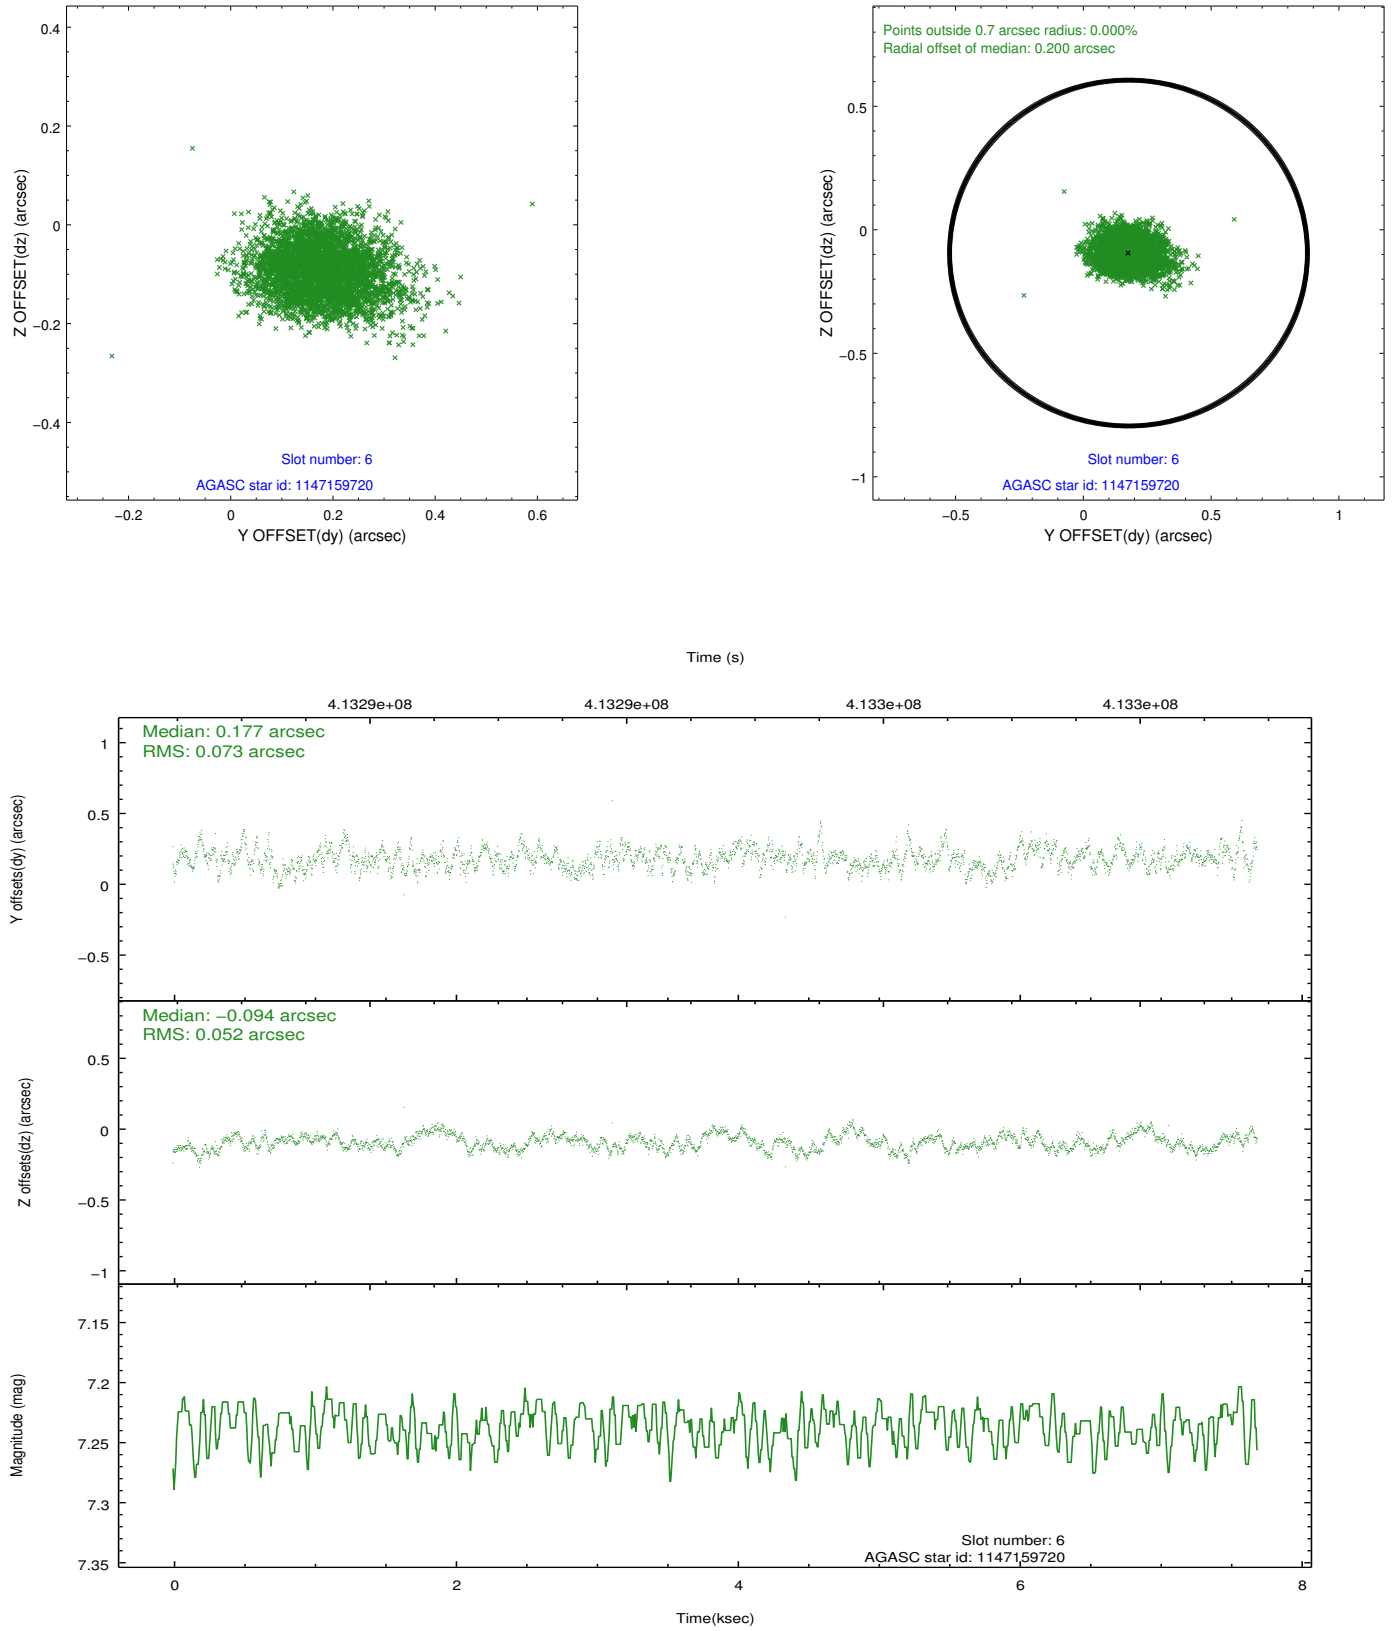 0.4
0.2
0
−0.2
−0.4
Z OFFSET(dz) (arcsec)
Slot number: 6
AGASC star id: 1147159720
−0.2
0
0.2
0.4
0.6
Y OFFSET(dy) (arcsec)
Points outside 0.7 arcsec radius: 0.000%
Radial offset of median: 0.200 arcsec
0.5
0
−0.5
−1
Z OFFSET(dz) (arcsec)
Slot number: 6
AGASC star id: 1147159720
−0.5
0
0.5
1
Y OFFSET(dy) (arcsec)
Time (s)
4.1329e+08
4.1329e+08
4.133e+08
4.133e+08
Median: 0.177 arcsec
RMS: 0.073 arcsec
1
0.5
0
−0.5
Y offsets(dy) (arcsec)
Median: −0.094 arcsec
RMS: 0.052 arcsec
0.5
0
−0.5
−1
Z offsets(dz) (arcsec)
7.15
7.2
7.25
7.3
7.35
Magnitude (mag)
Slot number: 6
AGASC star id: 1147159720
0
2
4
6
8
Time(ksec)